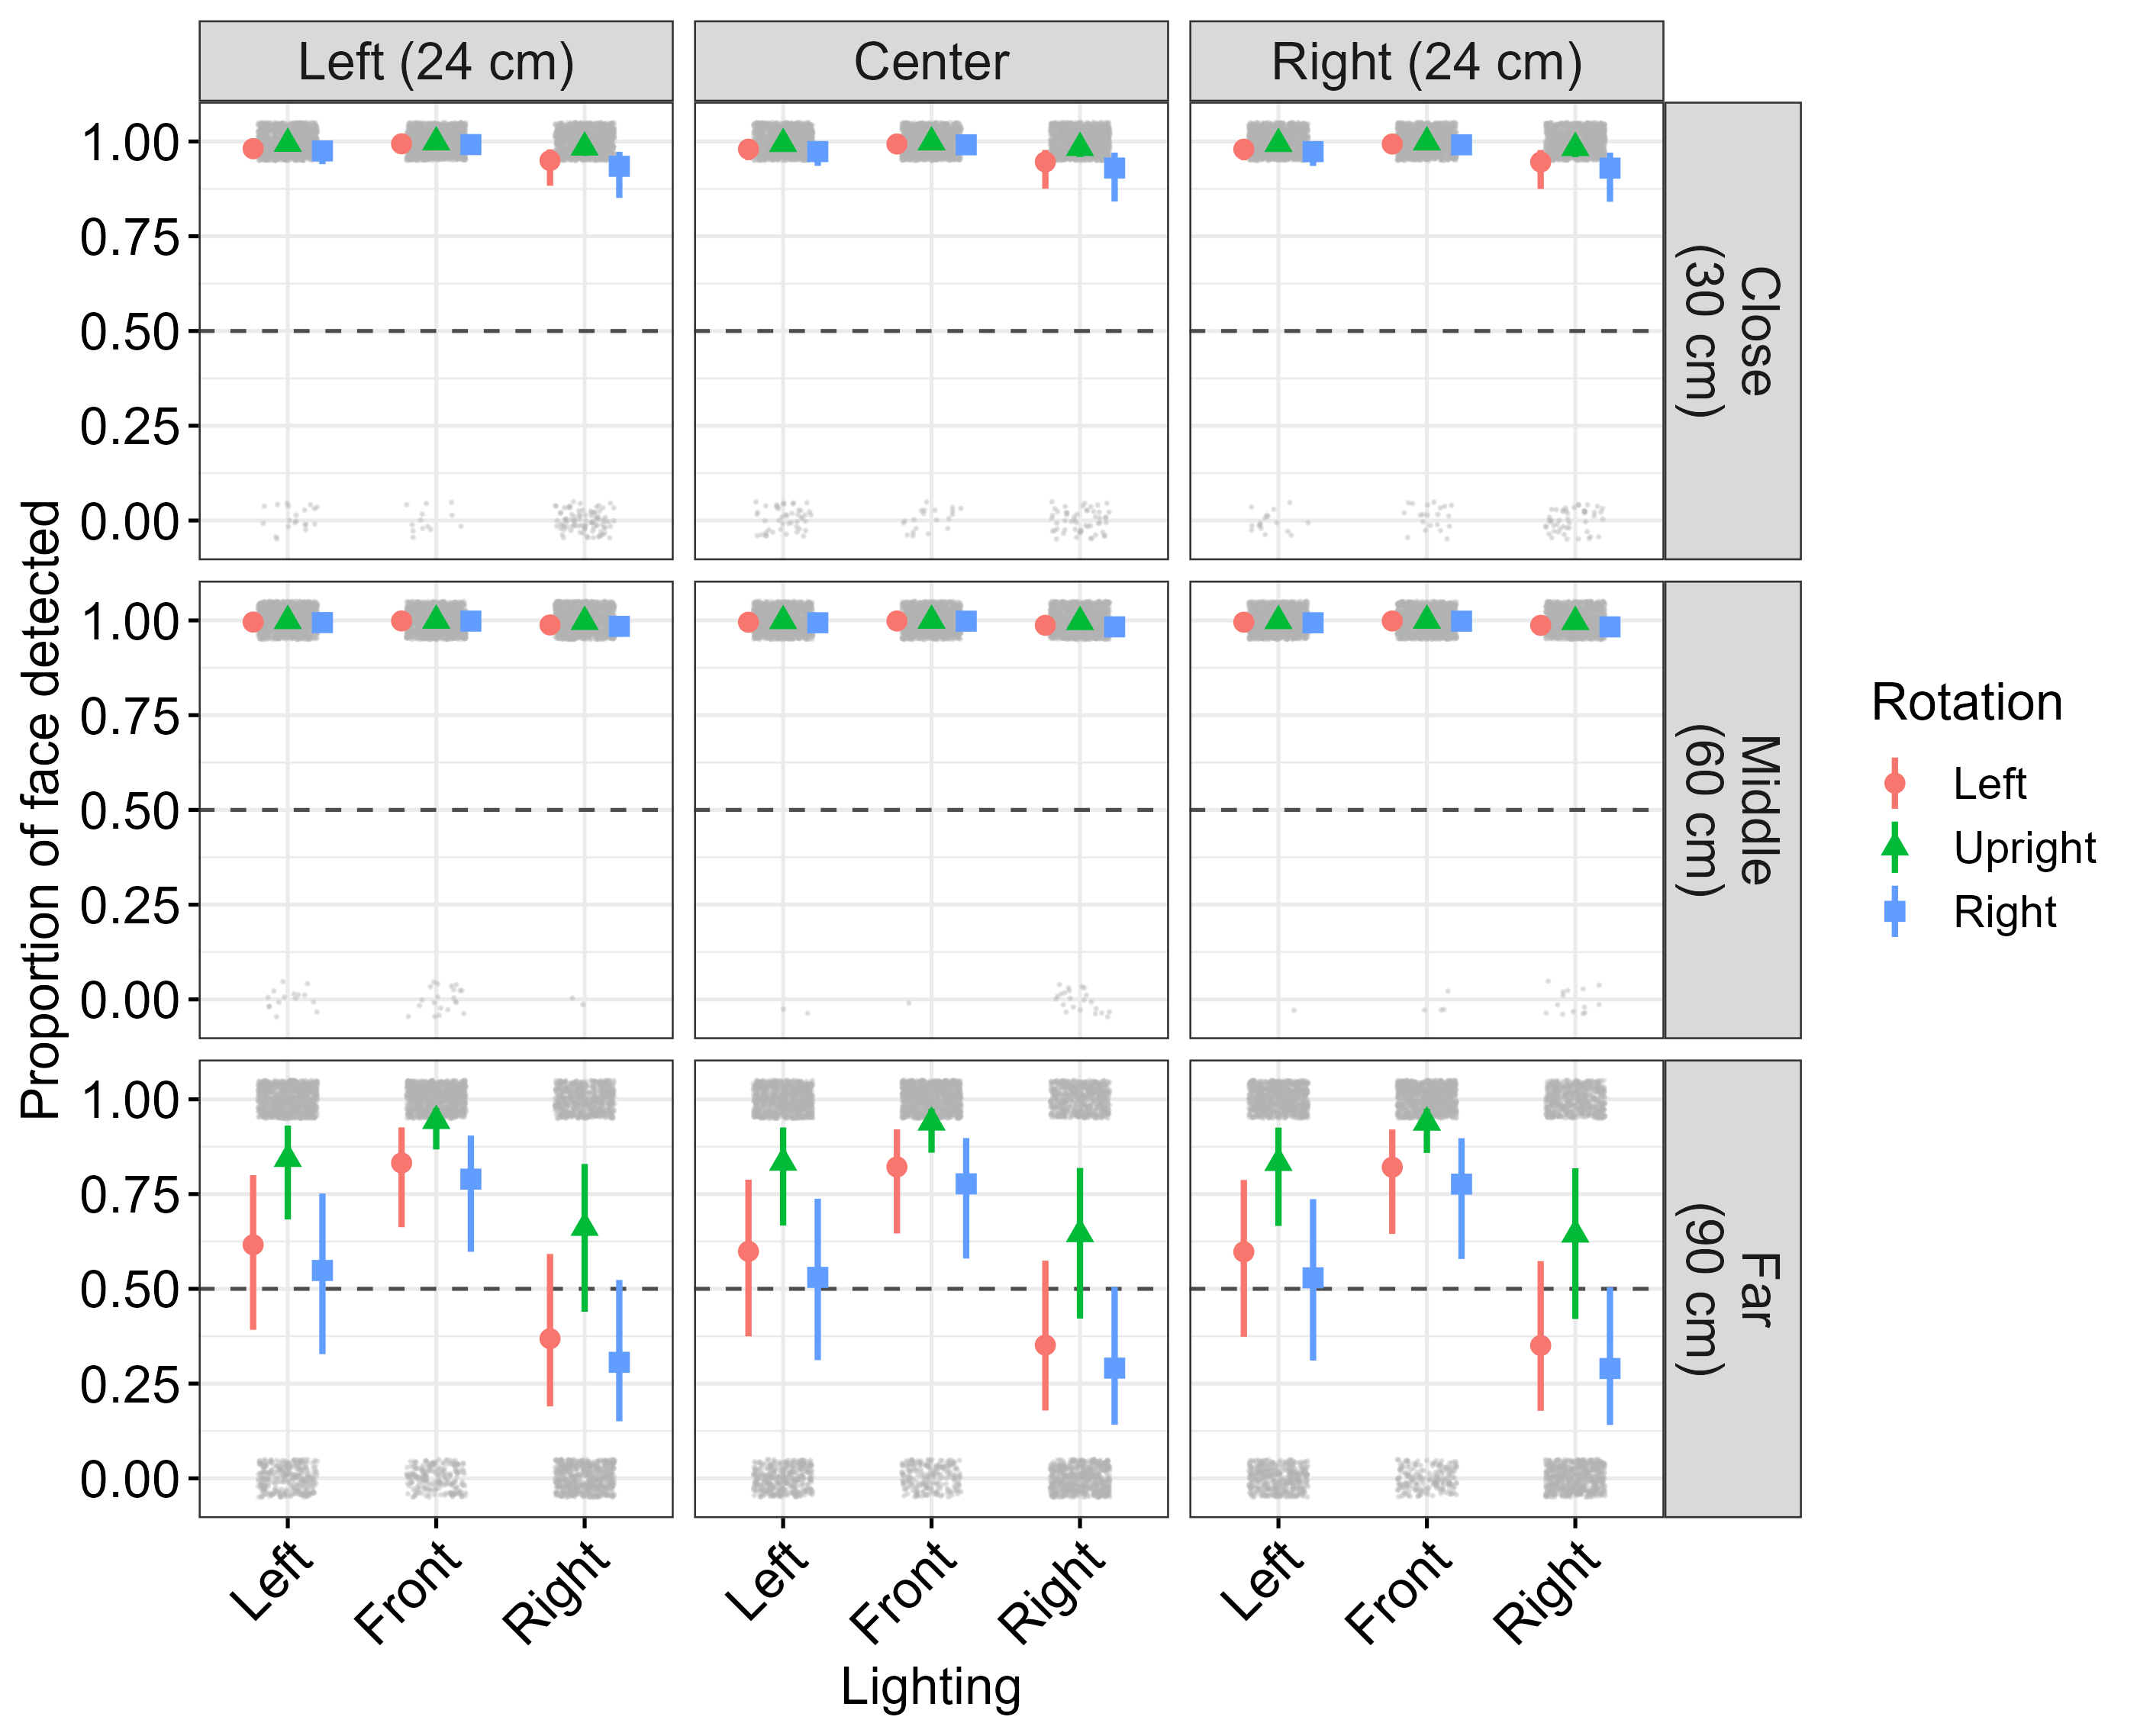 Left (24 cm)
Center
Right (24 cm)
1.00
0.75
0.50
0.25
0.00
Close
(30 cm)
1.00
0.75
0.50
0.25
0.00
Middle
(60 cm)
1.00
0.75
0.50
0.25
0.00
Far
(90 cm)
Proportion of face detected
Left
Front
Right
Left
Front
Right
Left
Front
Right
Lighting
Rotation
Left
Upright
Right